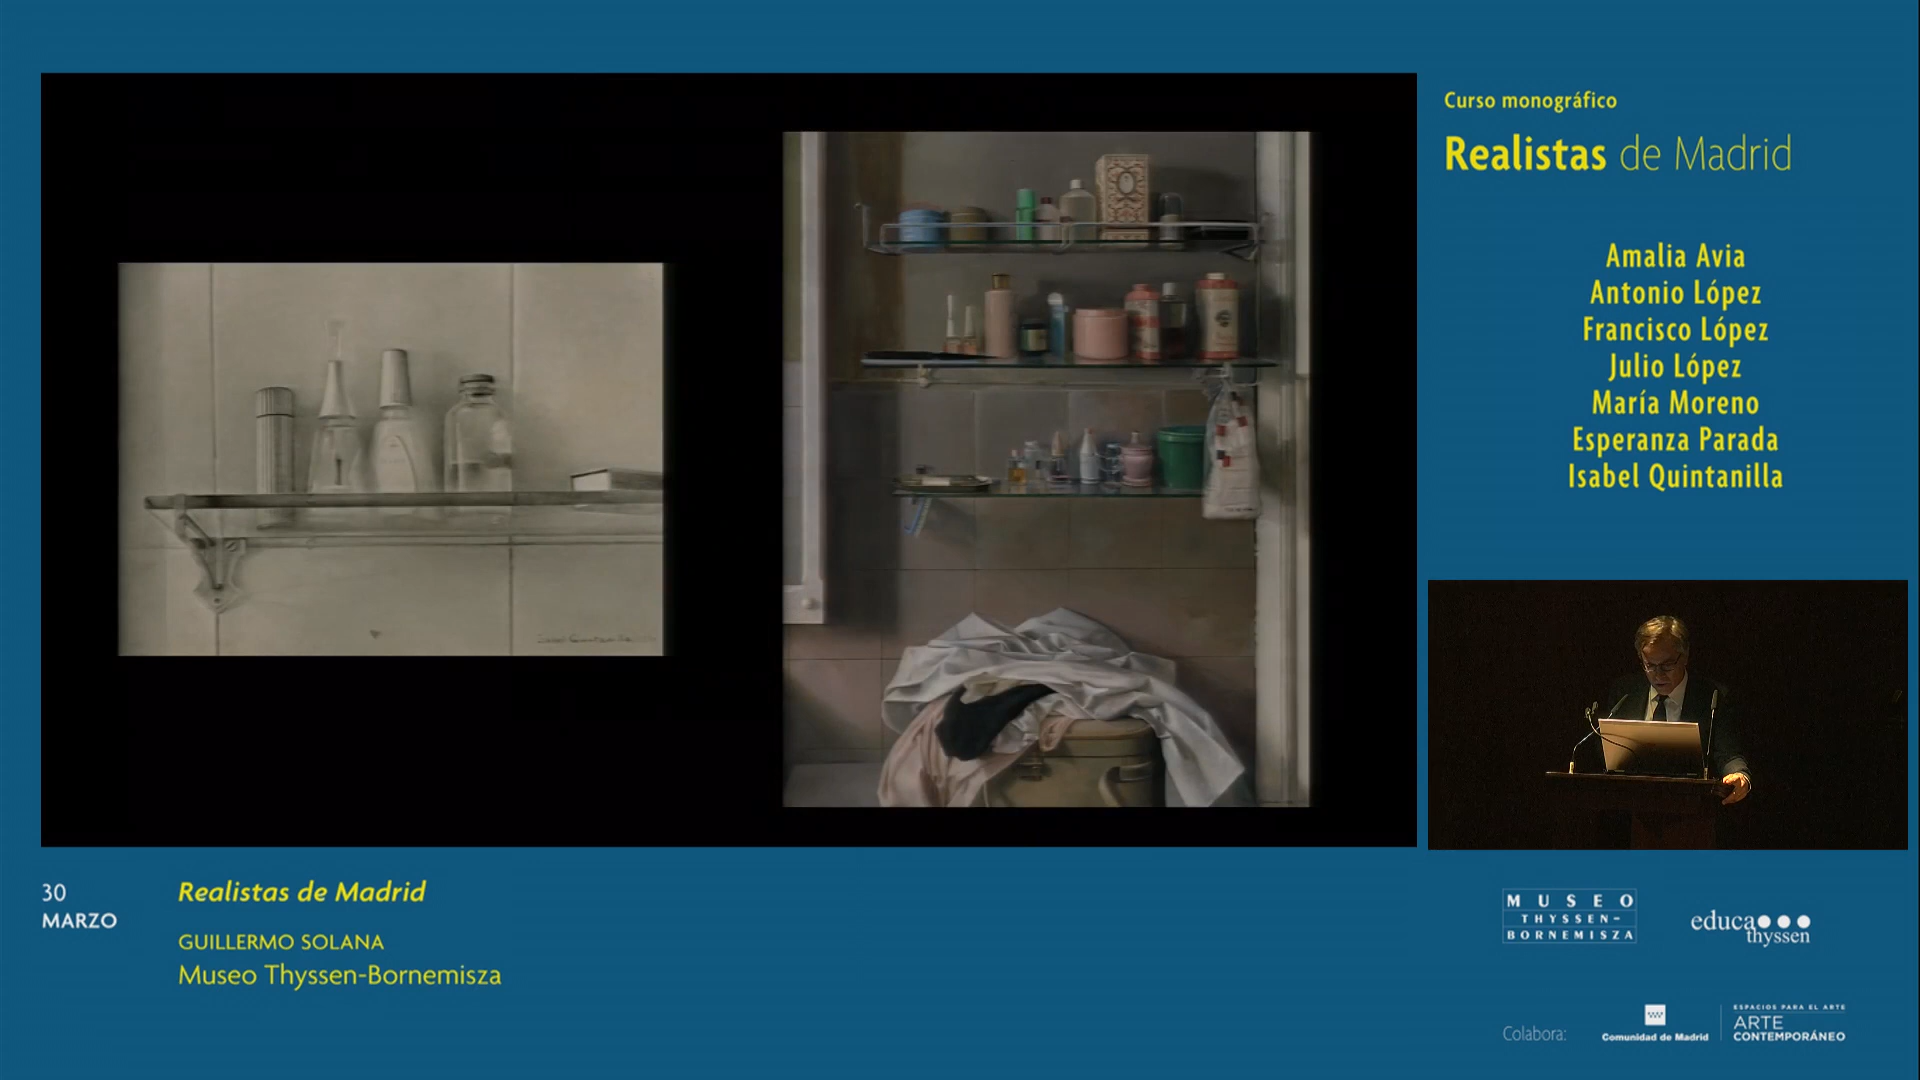 Curso monográfico
Realistas de Madrid
Amalia Avia
Antonio López
Francisco López
Julio López
María Moreno
Esperanza Parada
Isabel Quintanilla
30
MARZO
Realistas de Madrid
GUILLERMO SOLANA
Museo Thyssen-Bornemisza
MUSEO
THYSSEN-
BORNEMISZA
educa
thyssen
Colabora:
Comunidad de Madrid
ESPACIOS PARA EL ARTE
ARTE
CONTEMPORÁNEO